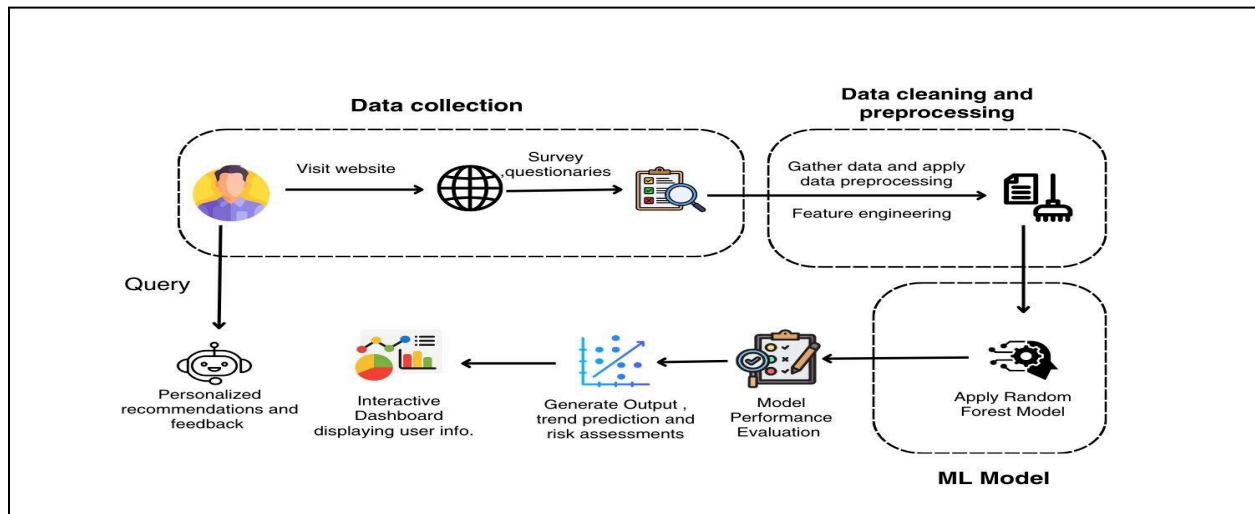 Data collection
Data cleaning and
preprocessing
Visit website
Survey
,questionaries
Gather data and apply
data preprocessing
Feature engineering
Query
Personalized
recommendations and
feedback
Interactive
Dashboard
displaying user info.
Generate Output ,
trend prediction and
risk assessments
Model
Performance
Evaluation
Apply Random
Forest Model
ML Model